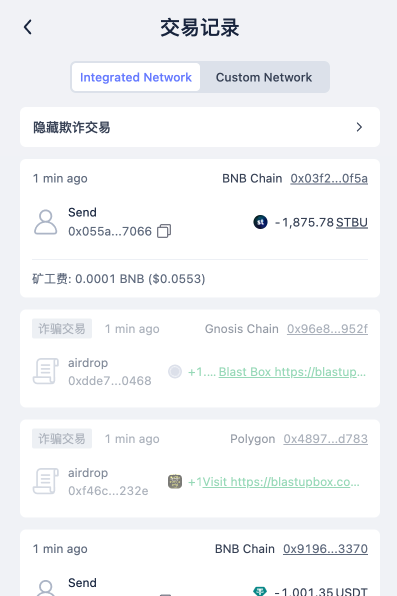 交易记录
Integrated Network Custom Network
隐藏欺诈交易
1 min ago BNB Chain 0x03f2...0f5a
Send
0x055a...7066 -1,875.78 STBU
矿工费: 0.0001 BNB ($0.0553)
诈骗交易 1 min ago Gnosis Chain 0x96e8...952f
airdrop
0xdde7...0468 +1.... Blast Box https://blastup...
诈骗交易 1 min ago Polygon 0x4897...d783
airdrop
0xf46c...232e +1Visit https://blastupbox.co...
1 min ago BNB Chain 0x9196...3370
Send
-1,001.35 USDT